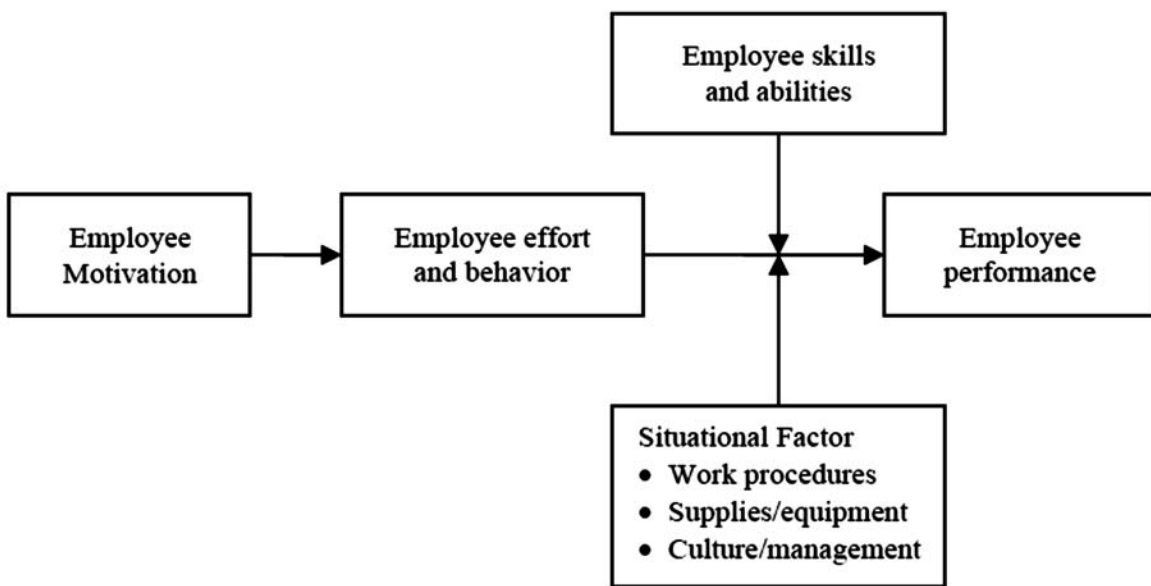 Employee skills
and abilities
Employee
Motivation
Employee effort
and behavior
Employee
performance
Situational Factor
• Work procedures
• Supplies/equipment
• Culture/management